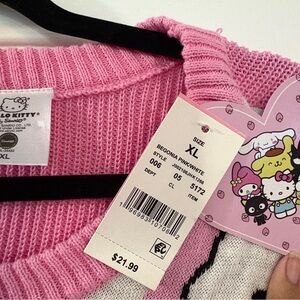 HELLO KITTY
XL
SIZE
XL
BEGONIA PINK/WHITE
STYLE
006
05
5172
DEPT
CL
ITEM
$21.99